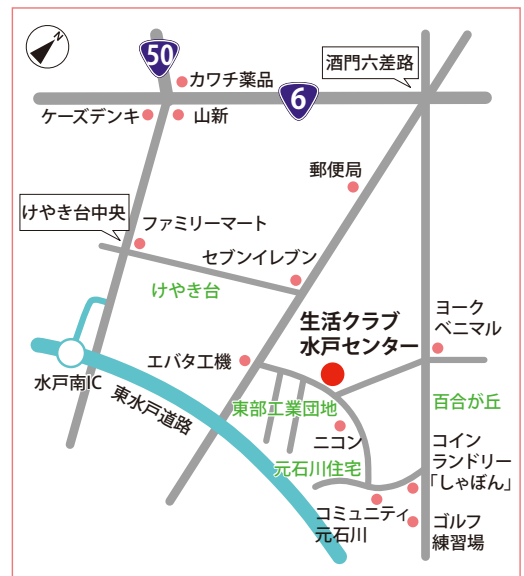 50
カワチ薬品
酒門六差路
6
ケーズデンキ
山新
郵便局
けやき台中央
ファミリーマート
セブンイレブン
けやき台
生活クラブ
水戸センター
ヨーク
ベニマル
エバタ工機
水戸南IC
東水戸道路
東部工業団地
百合が丘
ニコン
元石川住宅
コイン
ランドリー
「しゃぼん」
コミュニティ
元石川
ゴルフ
練習場